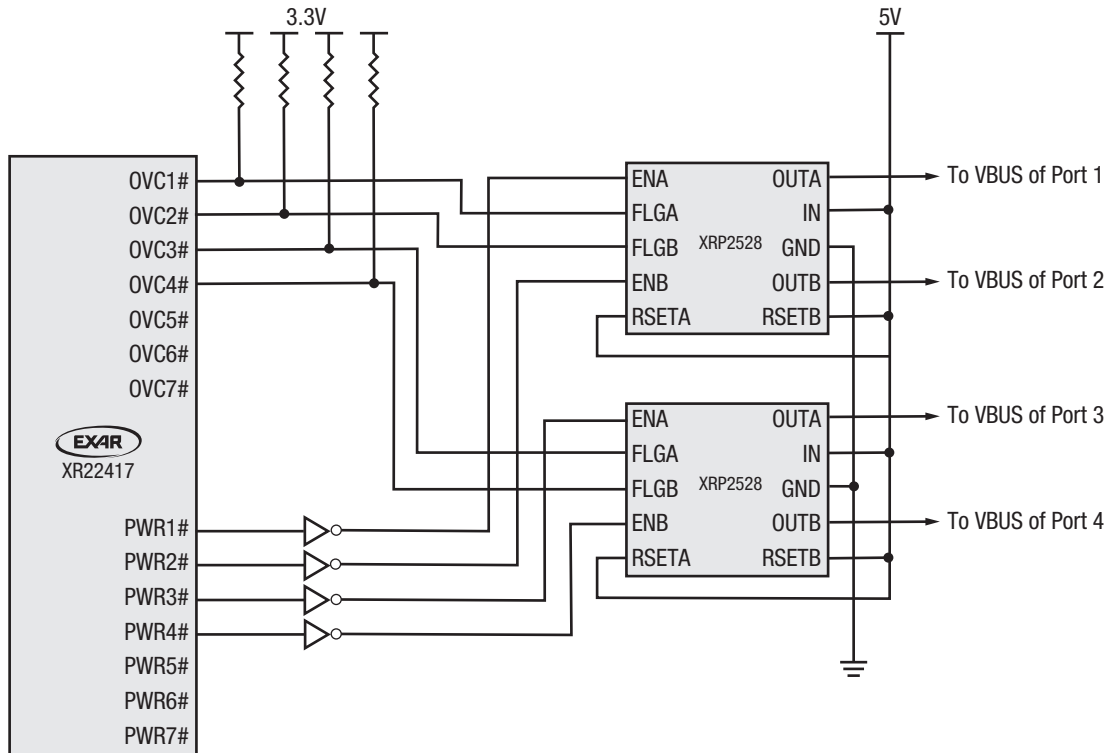 3.3V
5V
OVC1#
OVC2#
OVC3#
OVC4#
OVC5#
OVC6#
OVC7#
EXAR
XR22417
PWR1#
PWR2#
PWR3#
PWR4#
PWR5#
PWR6#
PWR7#
ENA
FLGA
FLGB
ENB
RSETA
XRP2528
OUTA
IN
GND
OUTB
RSETB
To VBUS of Port 1
To VBUS of Port 2
ENA
FLGA
FLGB
ENB
RSETA
XRP2528
OUTA
IN
GND
OUTB
RSETB
To VBUS of Port 3
To VBUS of Port 4